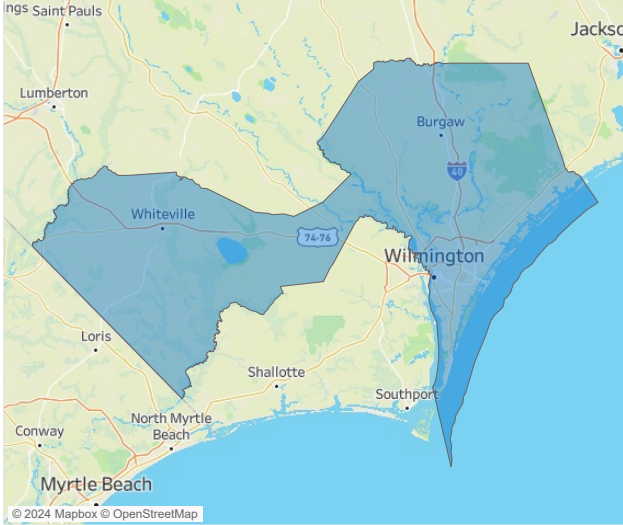 ings
Saint Pauls
Jackso
Lumberton
Burgaw
40
Whiteville
74-76
Wilmington
Loris
Shallotte
Southport
North Myrtle
Beach
Conway
Myrtle Beach
© 2024 Mapbox © OpenStreetMap